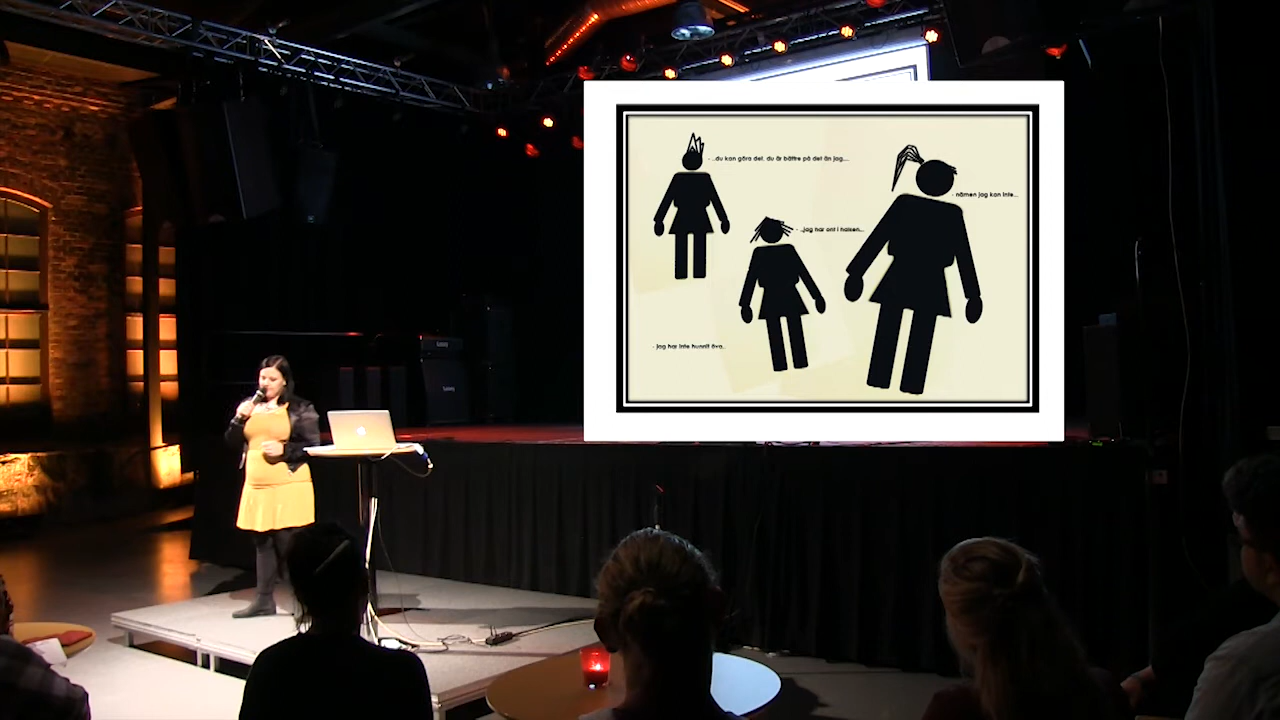 - ..du kan göra det. du är bättre på det än jag....
- nämen jag kan inte...
- ..jag har ont i halsen...
- jag har inte hunnit öva..